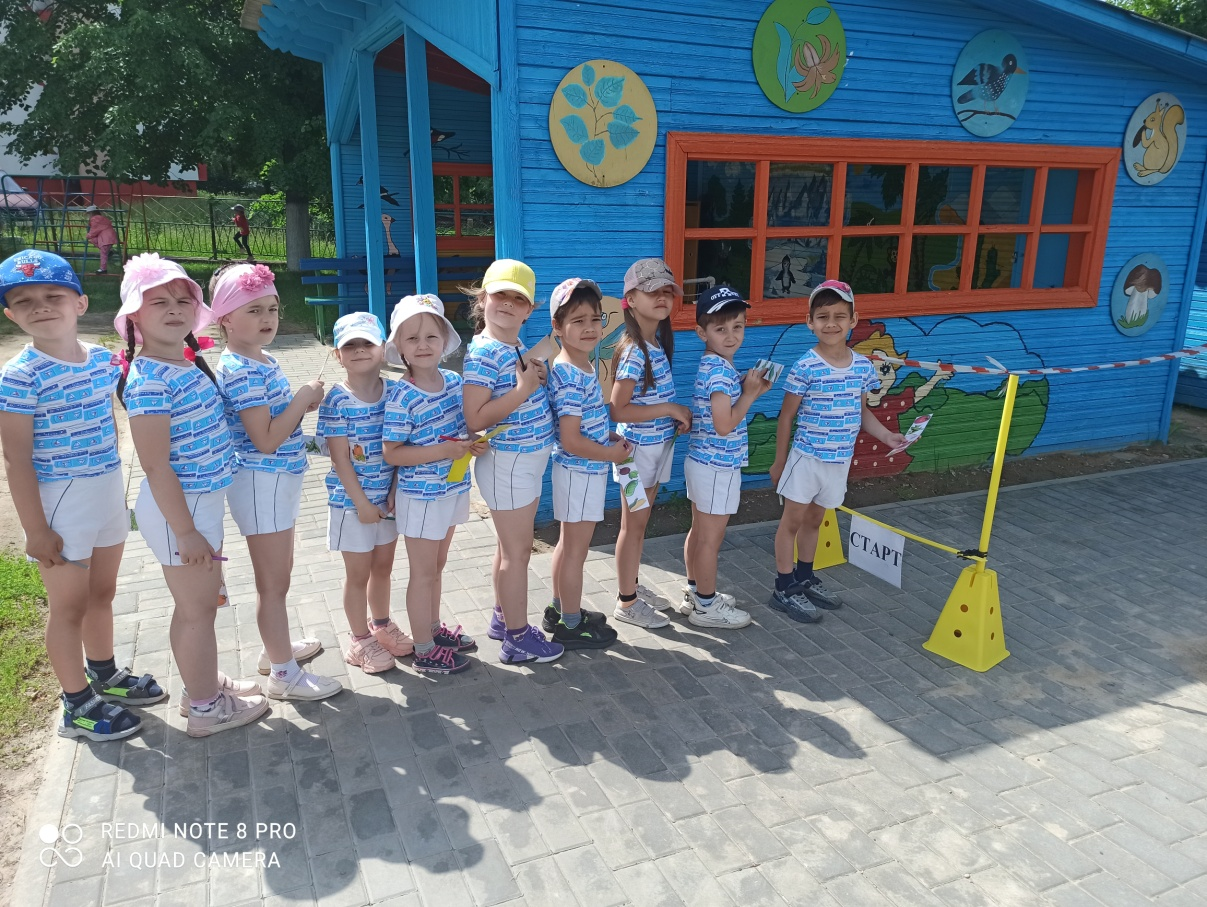 СТАРТ
REDMI NOTE 8 PRO
AI QUAD CAMERA